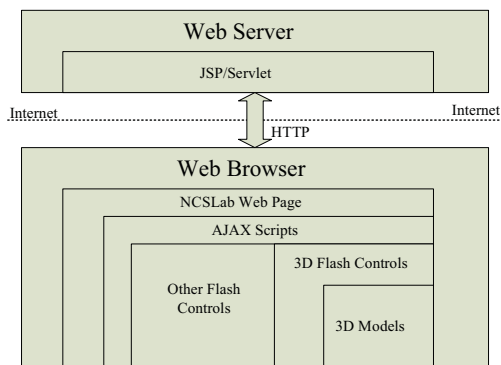 Web Server
JSP/Servlet
Internet
Internet
HTTP
Web Browser
NCSLab Web Page
AJAX Scripts
3D Flash Controls
Other Flash
Controls
3D Models